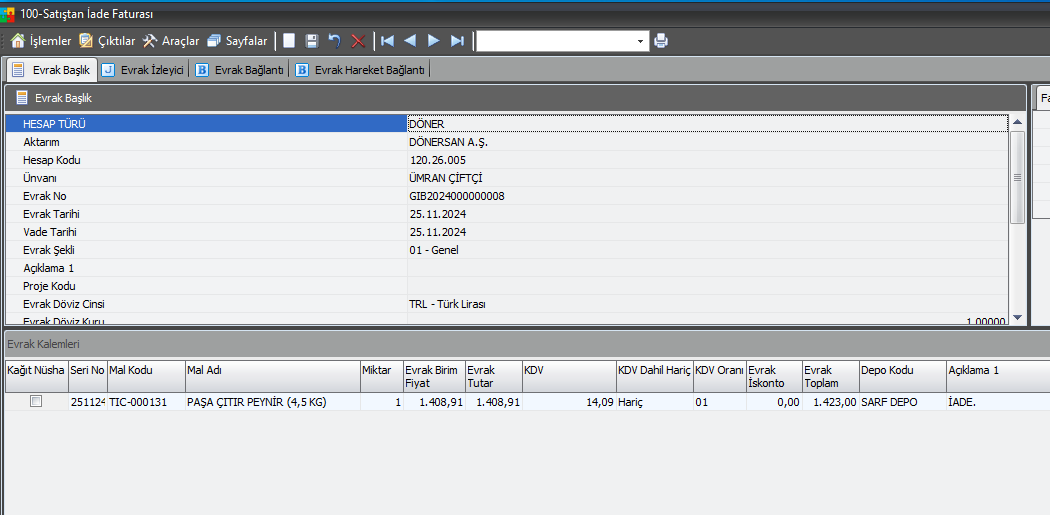 100-Satıştan İade Faturası
İşlemler Çıktılar Araçlar Sayfalar
Evrak Başlık J Evrak İzleyici B Evrak Bağlantı B Evrak Hareket Bağlantı
Evrak Başlık
HESAP TÜRÜ DÖNER
Aktarım DÖNERSAN A.Ş.
Hesap Kodu 120.26.005
Ünvanı ÜMRAN ÇİFTÇİ
Evrak No GIB2024000000008
Evrak Tarihi 25.11.2024
Vade Tarihi 25.11.2024
Evrak Şekli 01 - Genel
Açıklama 1
Proje Kodu
Evrak Döviz Cinsi TRL - Türk Lirası
Evrak Döviz Kuru 1,00000
Fa
Evrak Kalemleri
Kağıt Nüsha Seri No Mal Kodu Mal Adı Miktar Evrak Birim Fiyat Evrak Tutar KDV KDV Dahil Hariç KDV Oranı Evrak İskonto Evrak Toplam Depo Kodu Açıklama 1
251124 TIC-000131 PAŞA ÇITIR PEYNİR (4,5 KG) 1 1.408,91 1.408,91 14,09 Hariç 01 0,00 1.423,00 SARF DEPO İADE.